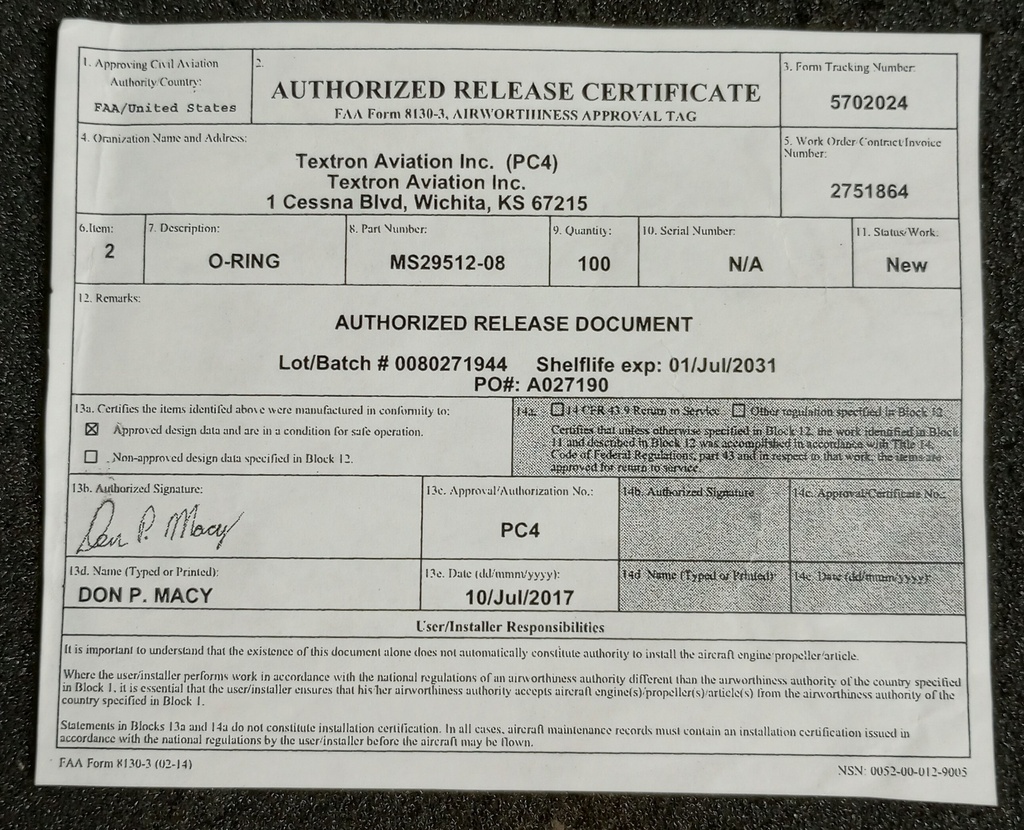 1. Approving Civil Aviation
Authority/Country:
FAA/United States
2.
AUTHORIZED RELEASE CERTIFICATE
FAA Form 8130-3, AIRWORTHINESS APPROVAL TAG
3. Form Tracking Number:
5702024
4. Oranization Name and Address:
Textron Aviation Inc. (PC4)
Textron Aviation Inc.
1 Cessna Blvd, Wichita, KS 67215
5. Work Order/Contract/Invoice
Number:
2751864
6.Item:
2
7. Description:
O-RING
8. Part Number:
MS29512-08
9. Quantity:
100
10. Serial Number:
N/A
11. Status/Work:
New
12. Remarks:
AUTHORIZED RELEASE DOCUMENT
Lot/Batch # 0080271944 Shelflife exp: 01/Jul/2031
PO#: A027190
13a. Certifies the items identifed above were manufactured in conformity to:
☒ Approved design data and are in a condition for safe operation.
☐ Non-approved design data specified in Block 12.
14a. ☐ 14 CFR 43.9 Return to Service ☐ Other regulation specified in Block 12
Certifies that unless otherwise specified in Block 12, the work identified in Block
11 and described in Block 12 was accomplished in accordance with Title 14,
Code of Federal Regulations, part 43 and in respect to that work, the items are
approved for return to service.
13b. Authorized Signature:
Don P. Macy
13c. Approval/Authorization No.:
PC4
14b. Authorized Signature
14c. Approval/Certificate No.:
13d. Name (Typed or Printed):
DON P. MACY
13e. Date (dd/mmm/yyyy):
10/Jul/2017
14d Name (Typed or Printed):
14e. Date (dd/mmm/yyyy):
User/Installer Responsibilities
It is important to understand that the existence of this document alone does not automatically constitute authority to install the aircraft engine/propeller/article.
Where the user/installer performs work in accordance with the national regulations of an airworthiness authority different than the airworthiness authority of the country specified
in Block 1, it is essential that the user/installer ensures that his/her airworthiness authority accepts aircraft engine(s)/propeller(s)/article(s) from the airworthiness authority of the
country specified in Block 1.
Statements in Blocks 13a and 14a do not constitute installation certification. In all cases, aircraft maintenance records must contain an installation certification issued in
accordance with the national regulations by the user/installer before the aircraft may be flown.
FAA Form 8130-3 (02-14)
NSN: 0052-00-012-9005